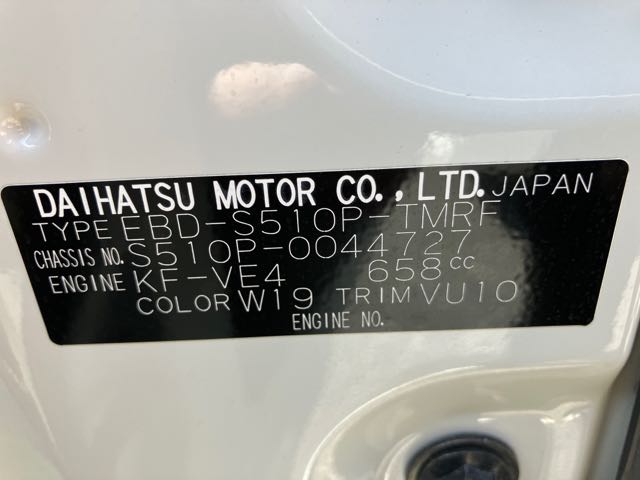 DAIHATSU MOTOR CO.,LTD. JAPAN
TYPE EBD-S510P-TMRF
CHASSIS NO. S510P-0044727
ENGINE KF-VE4 658cc
COLOR W19 TRIM VU10
ENGINE NO.